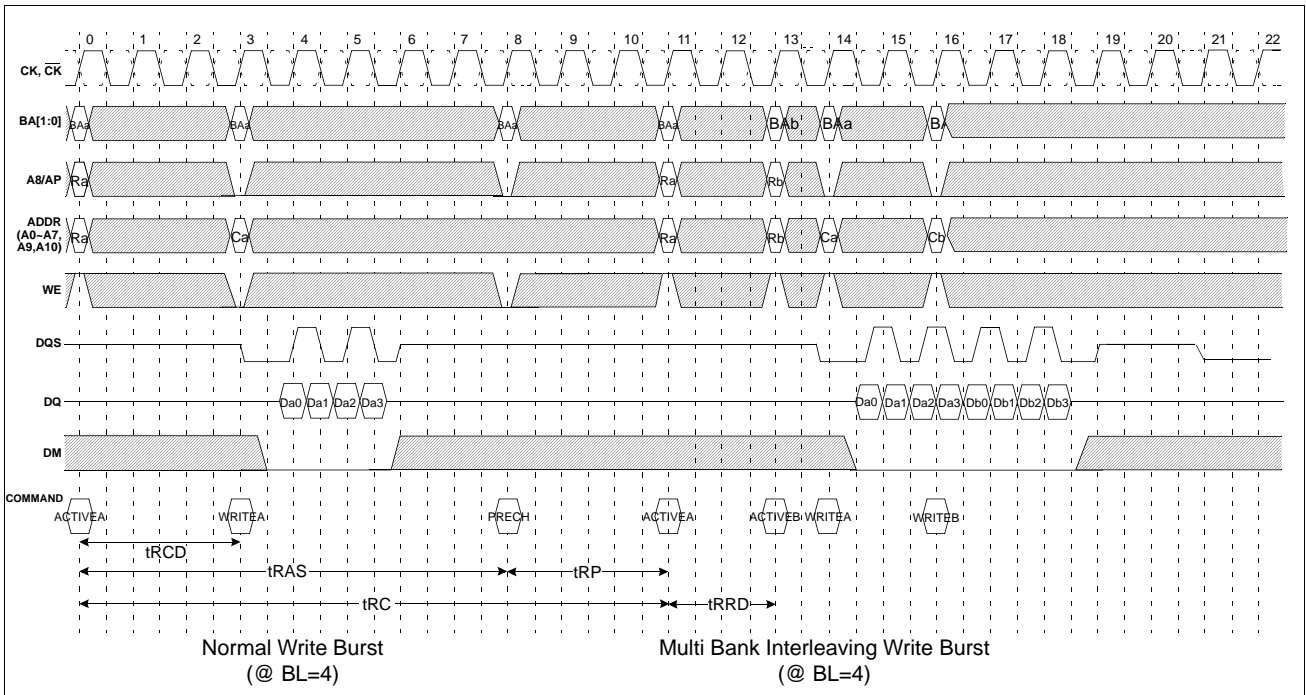 0 1 2 3 4 5 6 7 8 9 10 11 12 13 14 15 16 17 18 19 20 21 22
CK, CK
BA[1:0] BAa BAa BAa BAa BAb BAa BA
A8/AP Ra Ra Rb
ADDR
(A0~A7,
A9,A10)
Ra Ca Ra Rb Ca Cb
WE
DQS
DQ Da0 Da1 Da2 Da3 Da0 Da1 Da2 Da3 Db0 Db1 Db2 Db3
DM
COMMAND
ACTIVEA WRITEA PRECH ACTIVEA ACTIVEB WRITEA WRITEB
tRCD
tRAS tRP
tRC tRRD
Normal Write Burst Multi Bank Interleaving Write Burst
(@ BL=4) (@ BL=4)